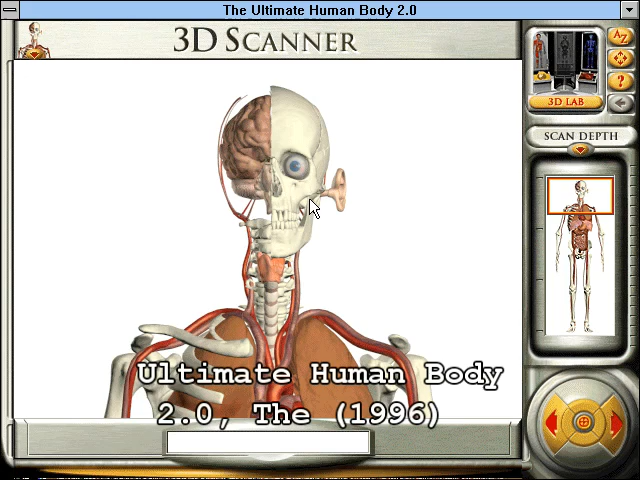 The Ultimate Human Body 2.0
3D SCANNER
AZ
?
3D LAB
SCAN DEPTH
Ultimate Human Body
2.0, The (1996)